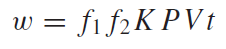 w = f₁ f₂ K P V t